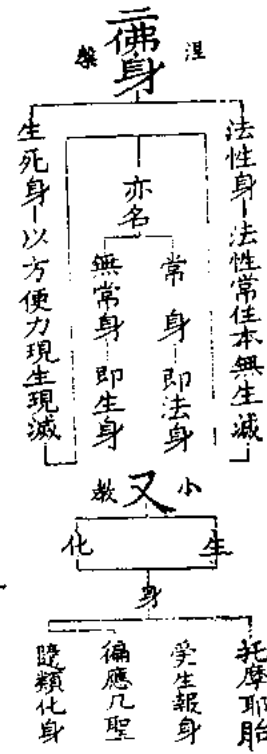 二佛身
涅槃
法性身－法性常住本無生滅
生死身－以方便力現生現滅
亦名
常身－即法身
無常身－即生身
又
小教
生
化
身
托摩耶胎
受生報身
徧應凡聖
隨類化身